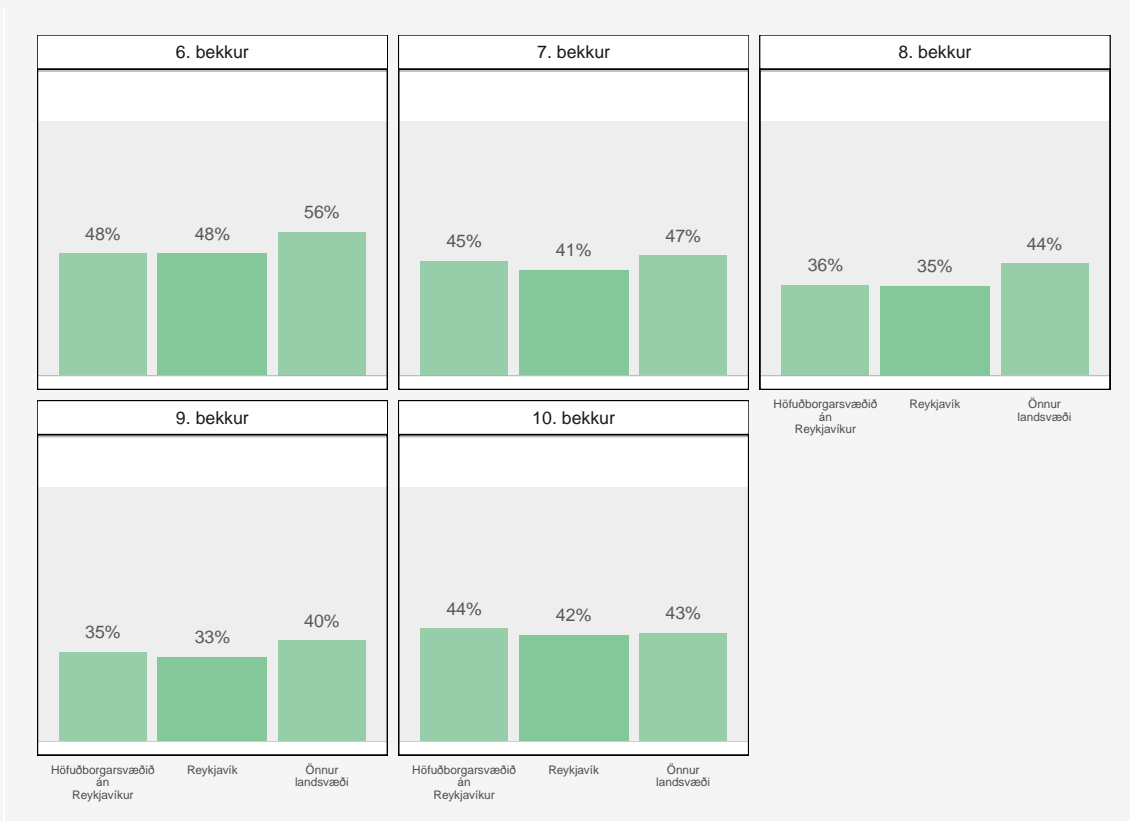 6. bekkur
48%
48%
56%
7. bekkur
45%
41%
47%
8. bekkur
36%
35%
44%
Höfuðborgarsvæðið
án
Reykjavíkur
Reykjavík
Önnur
landsvæði
9. bekkur
35%
33%
40%
Höfuðborgarsvæðið
án
Reykjavíkur
Reykjavík
Önnur
landsvæði
10. bekkur
44%
42%
43%
Höfuðborgarsvæðið
án
Reykjavíkur
Reykjavík
Önnur
landsvæði